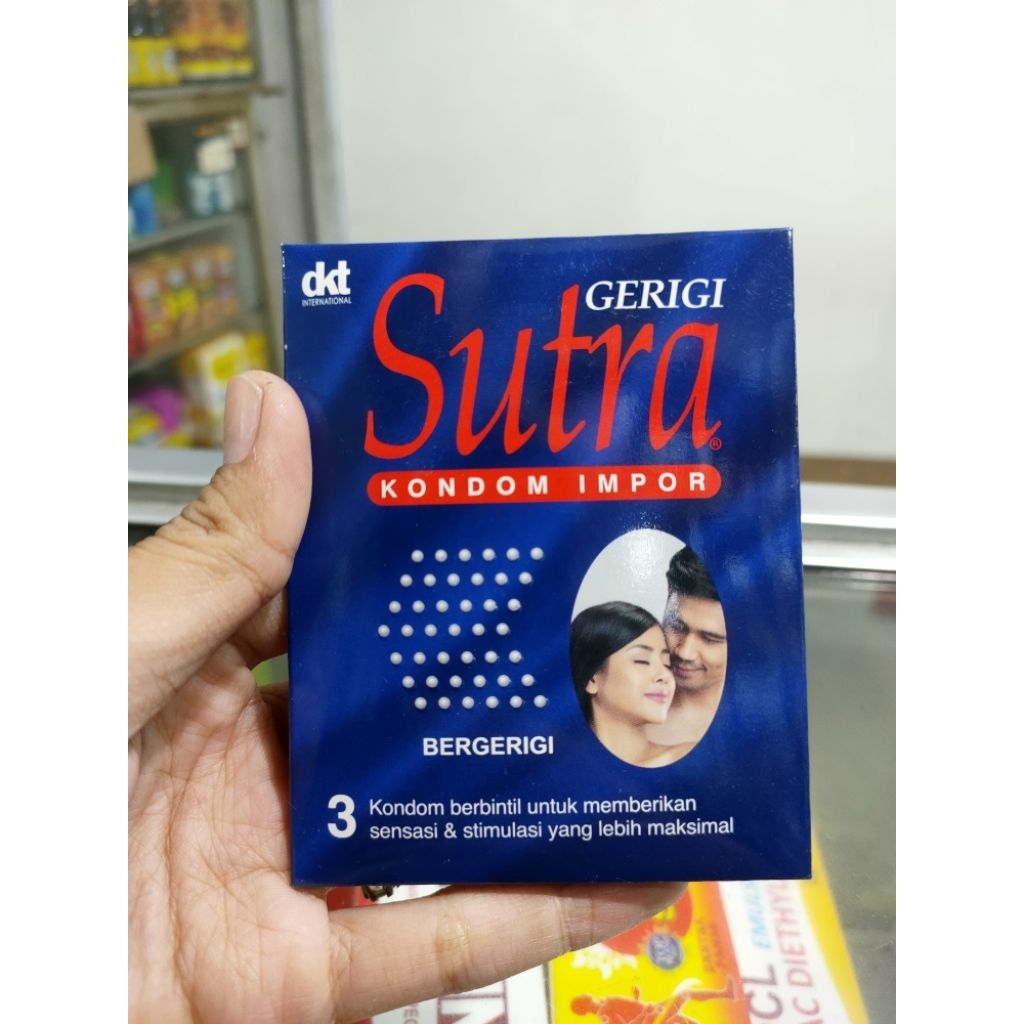 dkt
INTERNATIONAL
GERIGI
Sutra®
KONDOM IMPOR
BERGERIGI
3 Kondom berbintil untuk memberikan
sensasi & stimulasi yang lebih maksimal